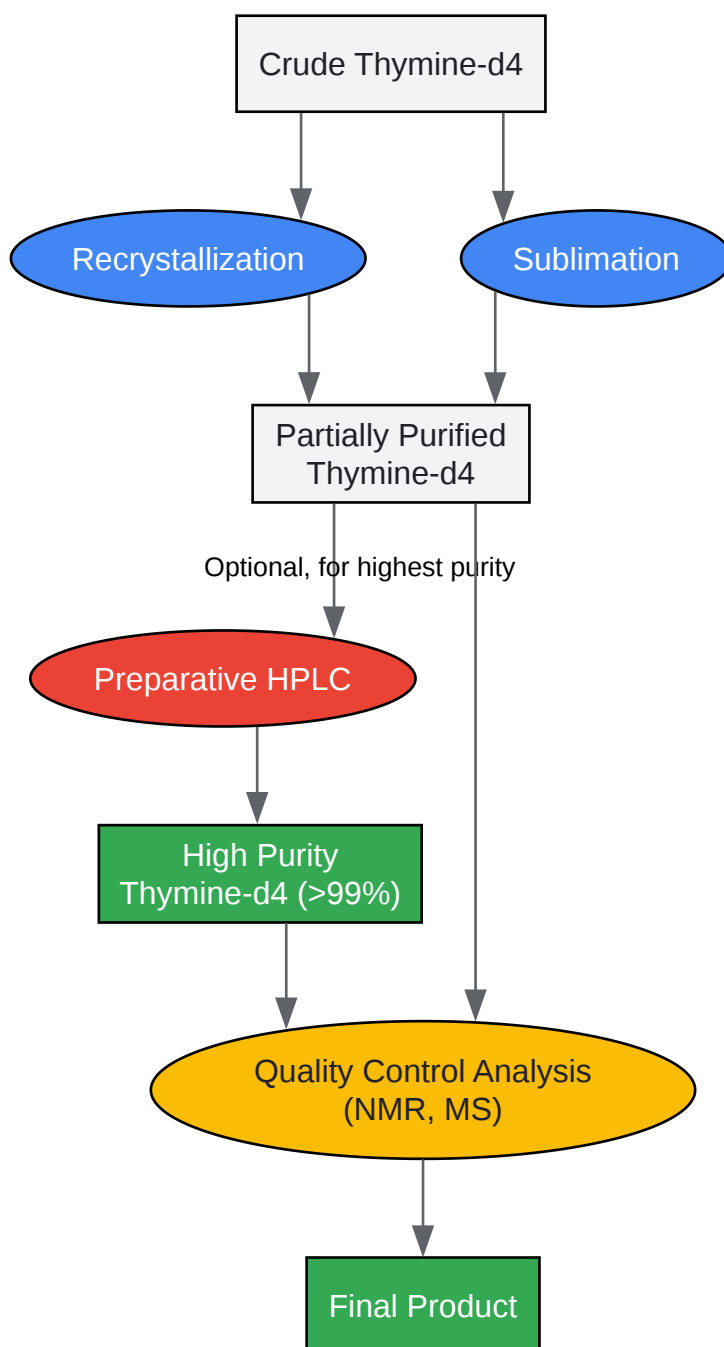 Crude Thymine-d4
Recrystallization
Sublimation
Partially Purified
Thymine-d4
Optional, for highest purity
Preparative HPLC
High Purity
Thymine-d4 (>99%)
Quality Control Analysis
(NMR, MS)
Final Product